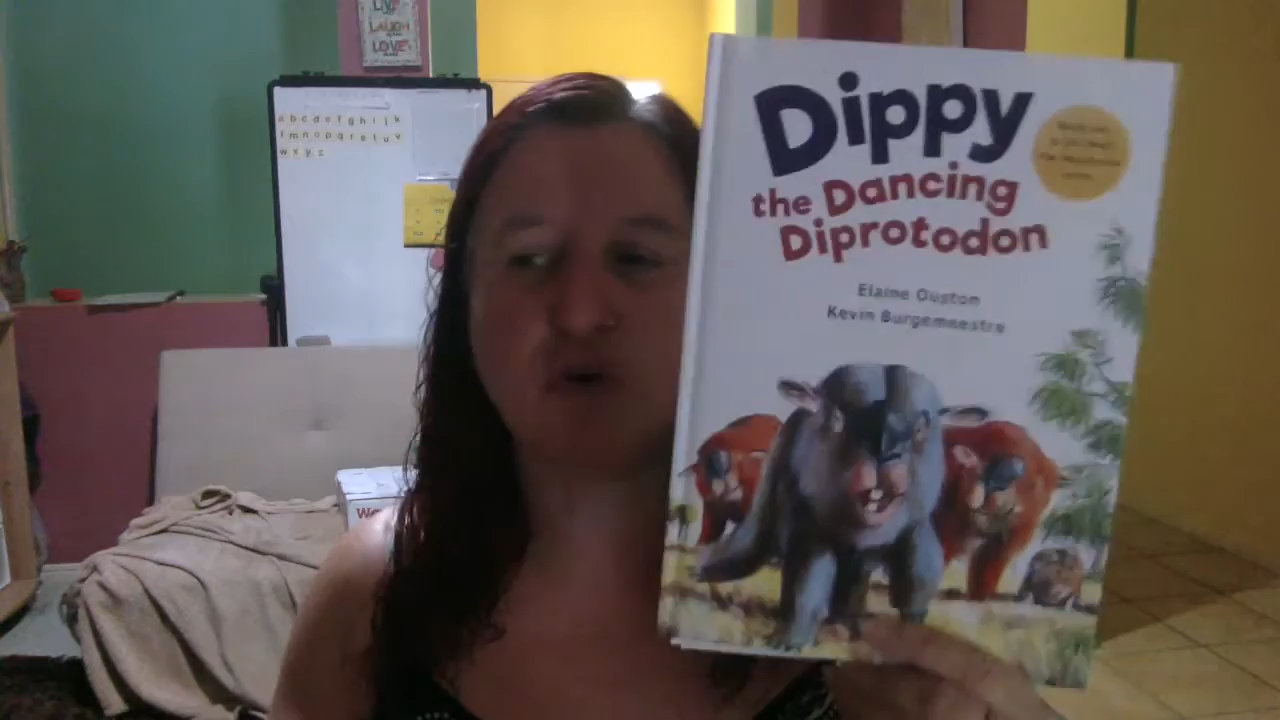 LIVE
LAUGH
LOVE
a b c d e f g h i j k
l m n o p q r s t u v
w x y z
Dippy
the Dancing
Diprotodon
Elaine Ouston
Kevin Burgemeestre